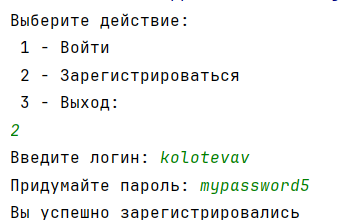 Выберите действие:
1 - Войти
2 - Зарегистрироваться
3 - Выход:
2
Введите логин: kolotevav
Придумайте пароль: mypassword5
Вы успешно зарегистрировались